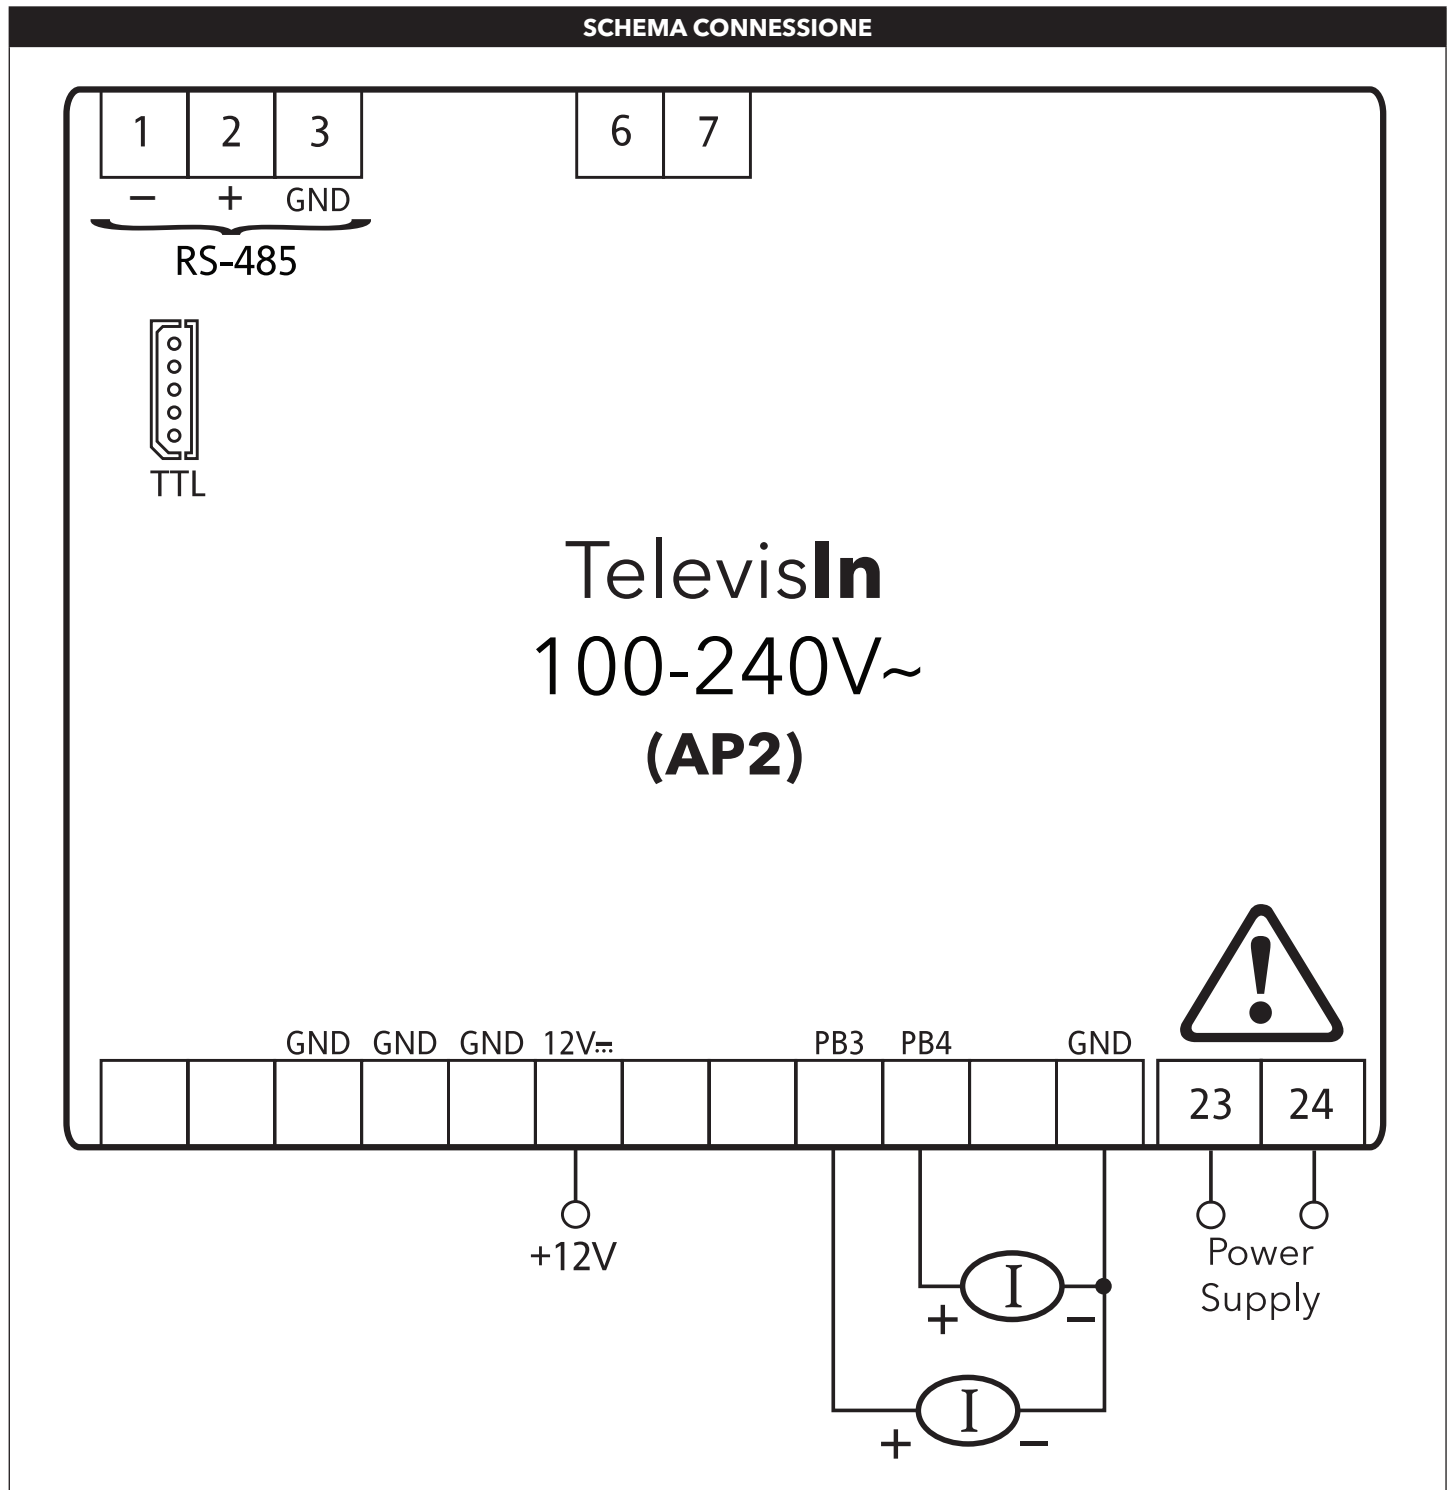 SCHEMA CONNESSIONE
1 2 3 6 7
− + GND
RS-485
TTL
TelevisIn
100-240V~
(AP2)
!
GND GND GND 12V⎓ PB3 PB4 GND
23 24
+12V
Power
Supply
I
+ −
I
+ −